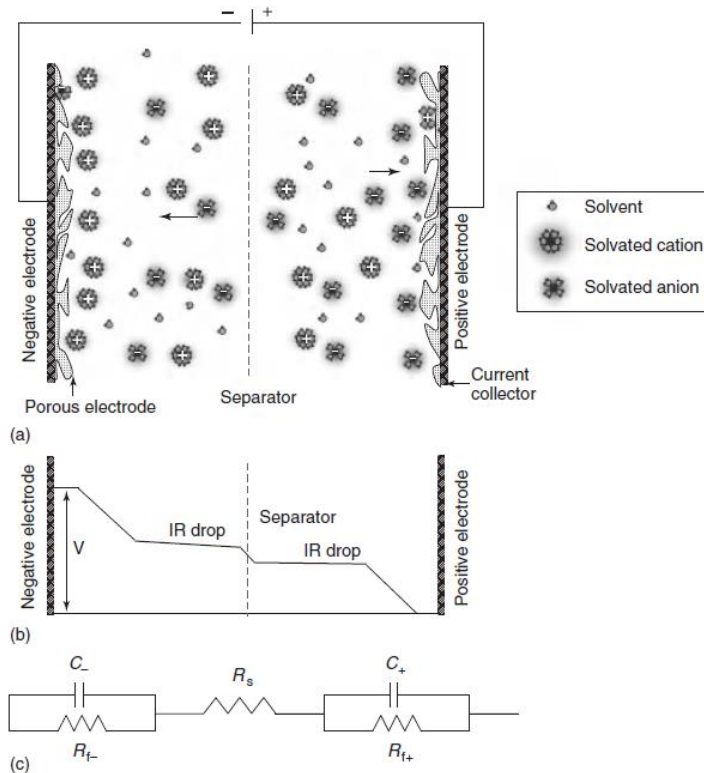 − +
Negative electrode
Positive electrode
Solvent
Solvated cation
Solvated anion
Porous electrode
Separator
Current
collector
(a)
Negative electrode
V
IR drop
Separator
IR drop
Positive electrode
(b)
C−
Rs
C+
Rf−
Rf+
(c)